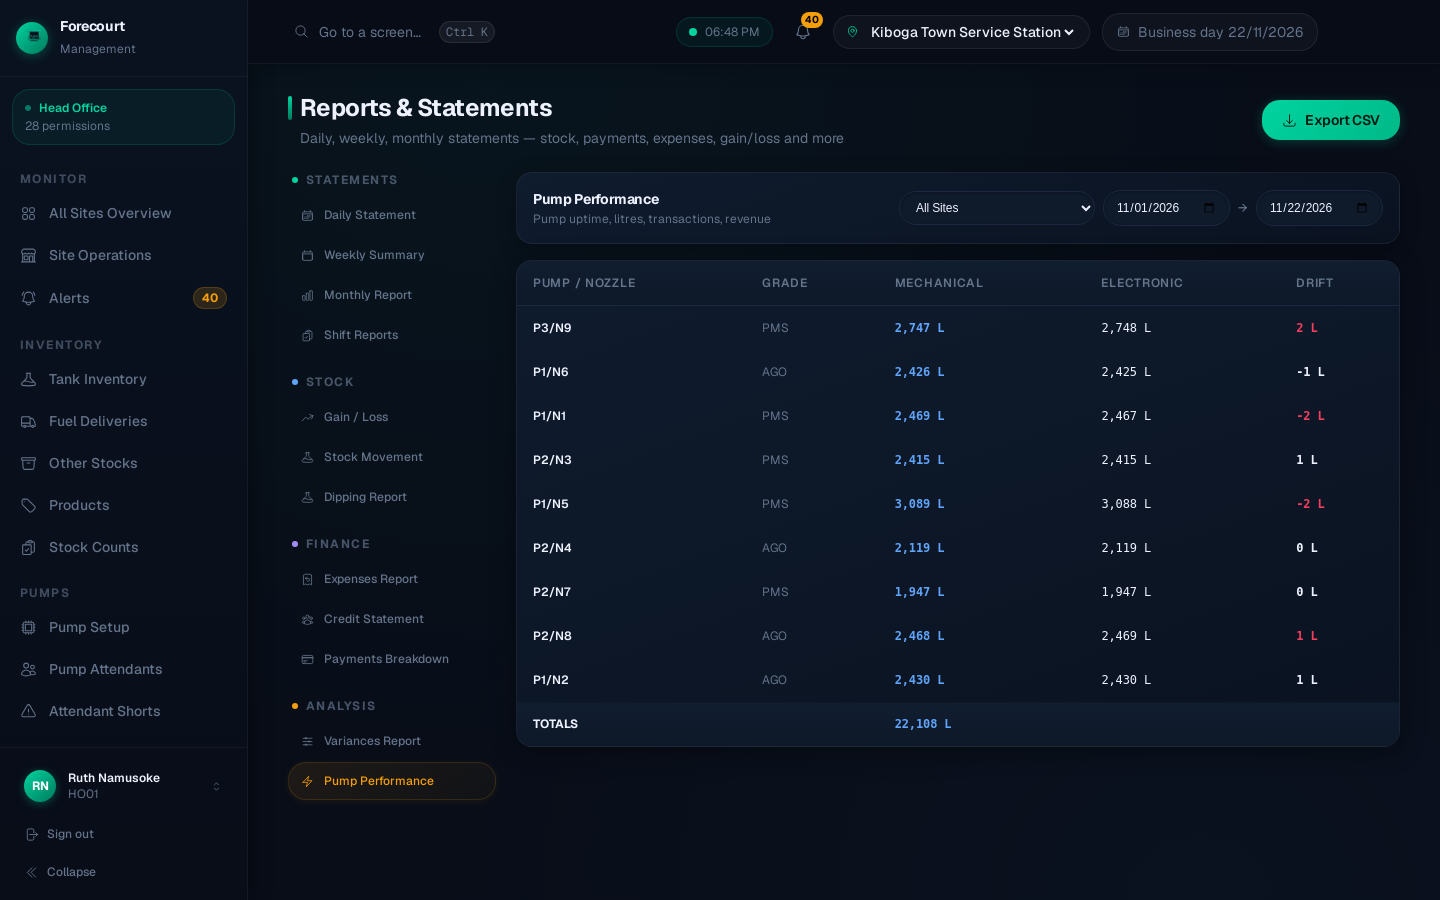 Forecourt
Management
Head Office
28 permissions
MONITOR
All Sites Overview
Site Operations
Alerts 40
INVENTORY
Tank Inventory
Fuel Deliveries
Other Stocks
Products
Stock Counts
PUMPS
Pump Setup
Pump Attendants
Attendant Shorts
RN Ruth Namusoke
HO01
Sign out
Collapse
Go to a screen... Ctrl K
06:48 PM
40
Kiboga Town Service Station
Business day 22/11/2026
Reports & Statements
Daily, weekly, monthly statements — stock, payments, expenses, gain/loss and more
Export CSV
STATEMENTS
Daily Statement
Weekly Summary
Monthly Report
Shift Reports
STOCK
Gain / Loss
Stock Movement
Dipping Report
FINANCE
Expenses Report
Credit Statement
Payments Breakdown
ANALYSIS
Variances Report
Pump Performance
Pump Performance
Pump uptime, litres, transactions, revenue
All Sites 11/01/2026 → 11/22/2026
PUMP / NOZZLE GRADE MECHANICAL ELECTRONIC DRIFT
P3/N9 PMS 2,747 L 2,748 L 2 L
P1/N6 AGO 2,426 L 2,425 L -1 L
P1/N1 PMS 2,469 L 2,467 L -2 L
P2/N3 PMS 2,415 L 2,415 L 1 L
P1/N5 PMS 3,089 L 3,088 L -2 L
P2/N4 AGO 2,119 L 2,119 L 0 L
P2/N7 PMS 1,947 L 1,947 L 0 L
P2/N8 AGO 2,468 L 2,469 L 1 L
P1/N2 AGO 2,430 L 2,430 L 1 L
TOTALS 22,108 L